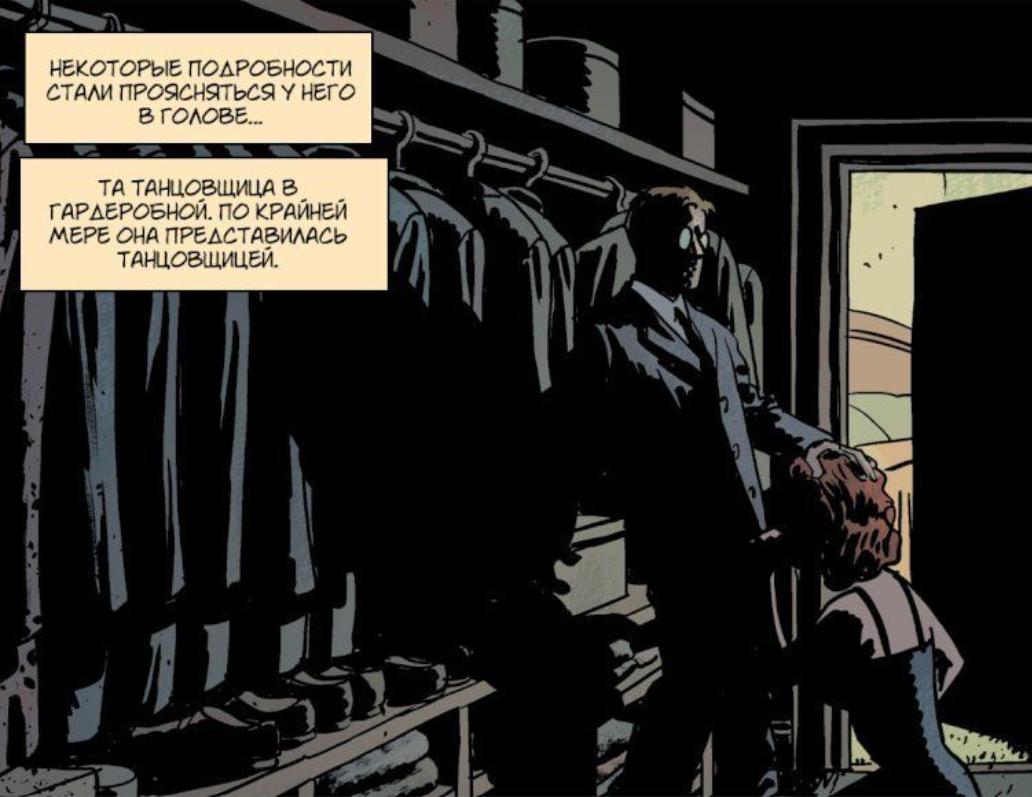 НЕКОТОРЫЕ ПОДРОБНОСТИ
СТАЛИ ПРОЯСНЯТЬСЯ У НЕГО
В ГОЛОВЕ...
ТА ТАНЦОВЩИЦА В
ГАРДЕРОБНОЙ. ПО КРАЙНЕЙ
МЕРЕ ОНА ПРЕДСТАВИЛАСЬ
ТАНЦОВЩИЦЕЙ.